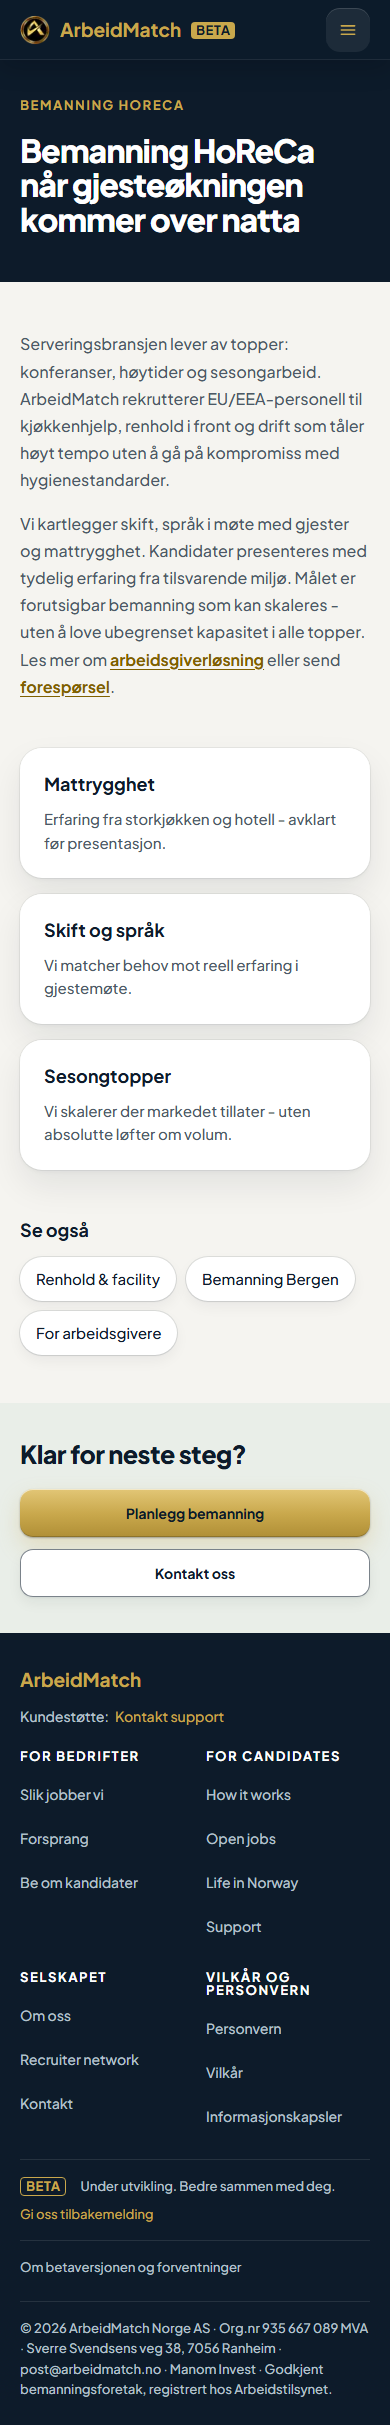 ArbeidMatch BETA
BEMANNING HORECA
Bemanning HoReCa
når gjesteøkningen
kommer over natta
Serveringsbransjen lever av topper:
konferanser, høytider og sesongarbeid.
ArbeidMatch rekrutterer EU/EEA-personell til
kjøkkenhjelp, renhold i front og drift som tåler
høyt tempo uten å gå på kompromiss med
hygienestandarder.
Vi kartlegger skift, språk i møte med gjester
og mattrygghet. Kandidater presenteres med
tydelig erfaring fra tilsvarende miljø. Målet er
forutsigbar bemanning som kan skaleres -
uten å love ubegrenset kapasitet i alle topper.
Les mer om arbeidsgiverløsning eller send
forespørsel.
Mattrygghet
Erfaring fra storkjøkken og hotell - avklart
før presentasjon.
Skift og språk
Vi matcher behov mot reell erfaring i
gjestemøte.
Sesongtopper
Vi skalerer der markedet tillater - uten
absolutte løfter om volum.
Se også
Renhold & facility
Bemanning Bergen
For arbeidsgivere
Klar for neste steg?
Planlegg bemanning
Kontakt oss
ArbeidMatch
Kundestøtte: Kontakt support
FOR BEDRIFTER
Slik jobber vi
Forsprang
Be om kandidater
FOR CANDIDATES
How it works
Open jobs
Life in Norway
Support
SELSKAPET
Om oss
Recruiter network
Kontakt
VILKÅR OG
PERSONVERN
Personvern
Vilkår
Informasjonskapsler
BETA Under utvikling. Bedre sammen med deg.
Gi oss tilbakemelding
Om betaversjonen og forventninger
© 2026 ArbeidMatch Norge AS · Org.nr 935 667 089 MVA
· Sverre Svendsens veg 38, 7056 Ranheim ·
post@arbeidmatch.no · Manom Invest · Godkjent
bemanningsforetak, registrert hos Arbeidstilsynet.